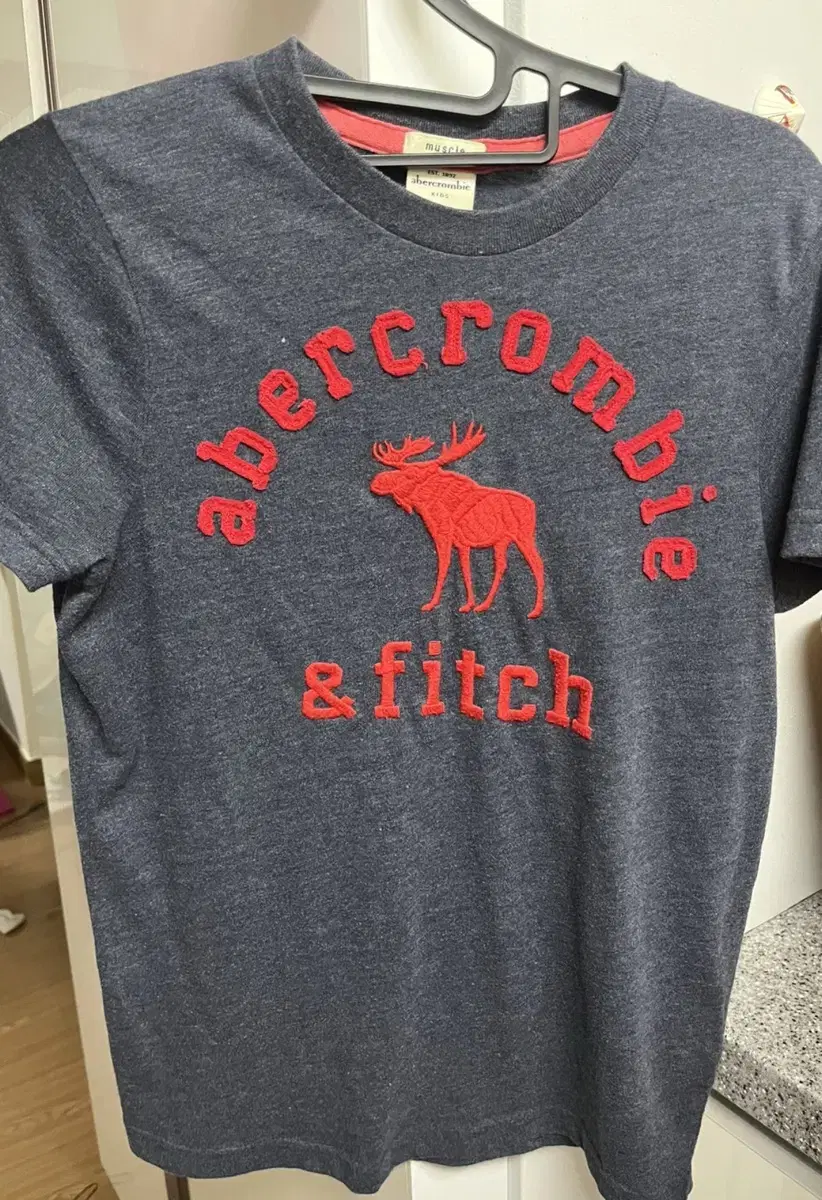 muscle
EST. 1892
abercrombie
KIDS
abercrombie
& fitch